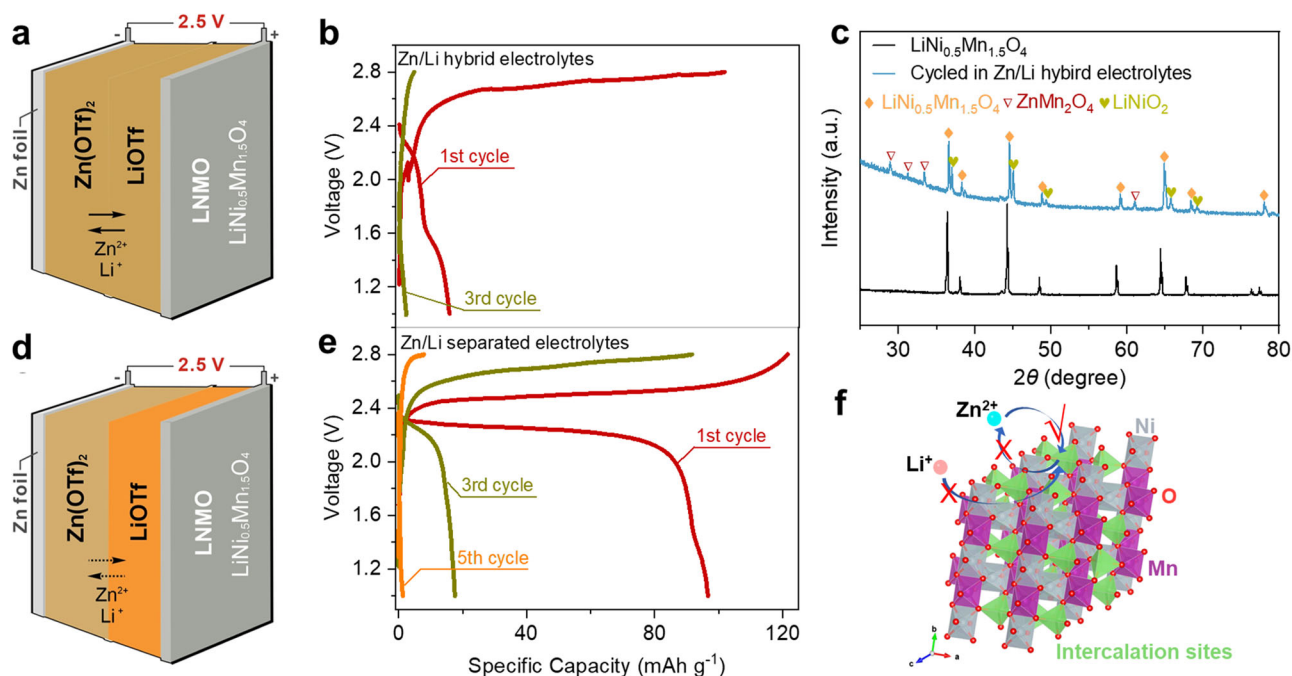 a
- 2.5 V +
Zn foil
Zn(OTf)₂
LiOTf
LNMO
LiNi₀.₅Mn₁.₅O₄
Zn²⁺
Li⁺
b
Zn/Li hybrid electrolytes
Voltage (V)
2.8
2.4
2.0
1.6
1.2
1st cycle
3rd cycle
c
LiNi₀.₅Mn₁.₅O₄
Cycled in Zn/Li hybird electrolytes
LiNi₀.₅Mn₁.₅O₄ ZnMn₂O₄ LiNiO₂
Intensity (a.u.)
30 40 50 60 70 80
2θ (degree)
d
- 2.5 V +
Zn foil
Zn(OTf)₂
LiOTf
LNMO
LiNi₀.₅Mn₁.₅O₄
Zn²⁺
Li⁺
e
Zn/Li separated electrolytes
Voltage (V)
2.8
2.4
2.0
1.6
1.2
1st cycle
3rd cycle
5th cycle
0 40 80 120
Specific Capacity (mAh g⁻¹)
f
Zn²⁺
Li⁺
Ni
O
Mn
Intercalation sites
b
c a